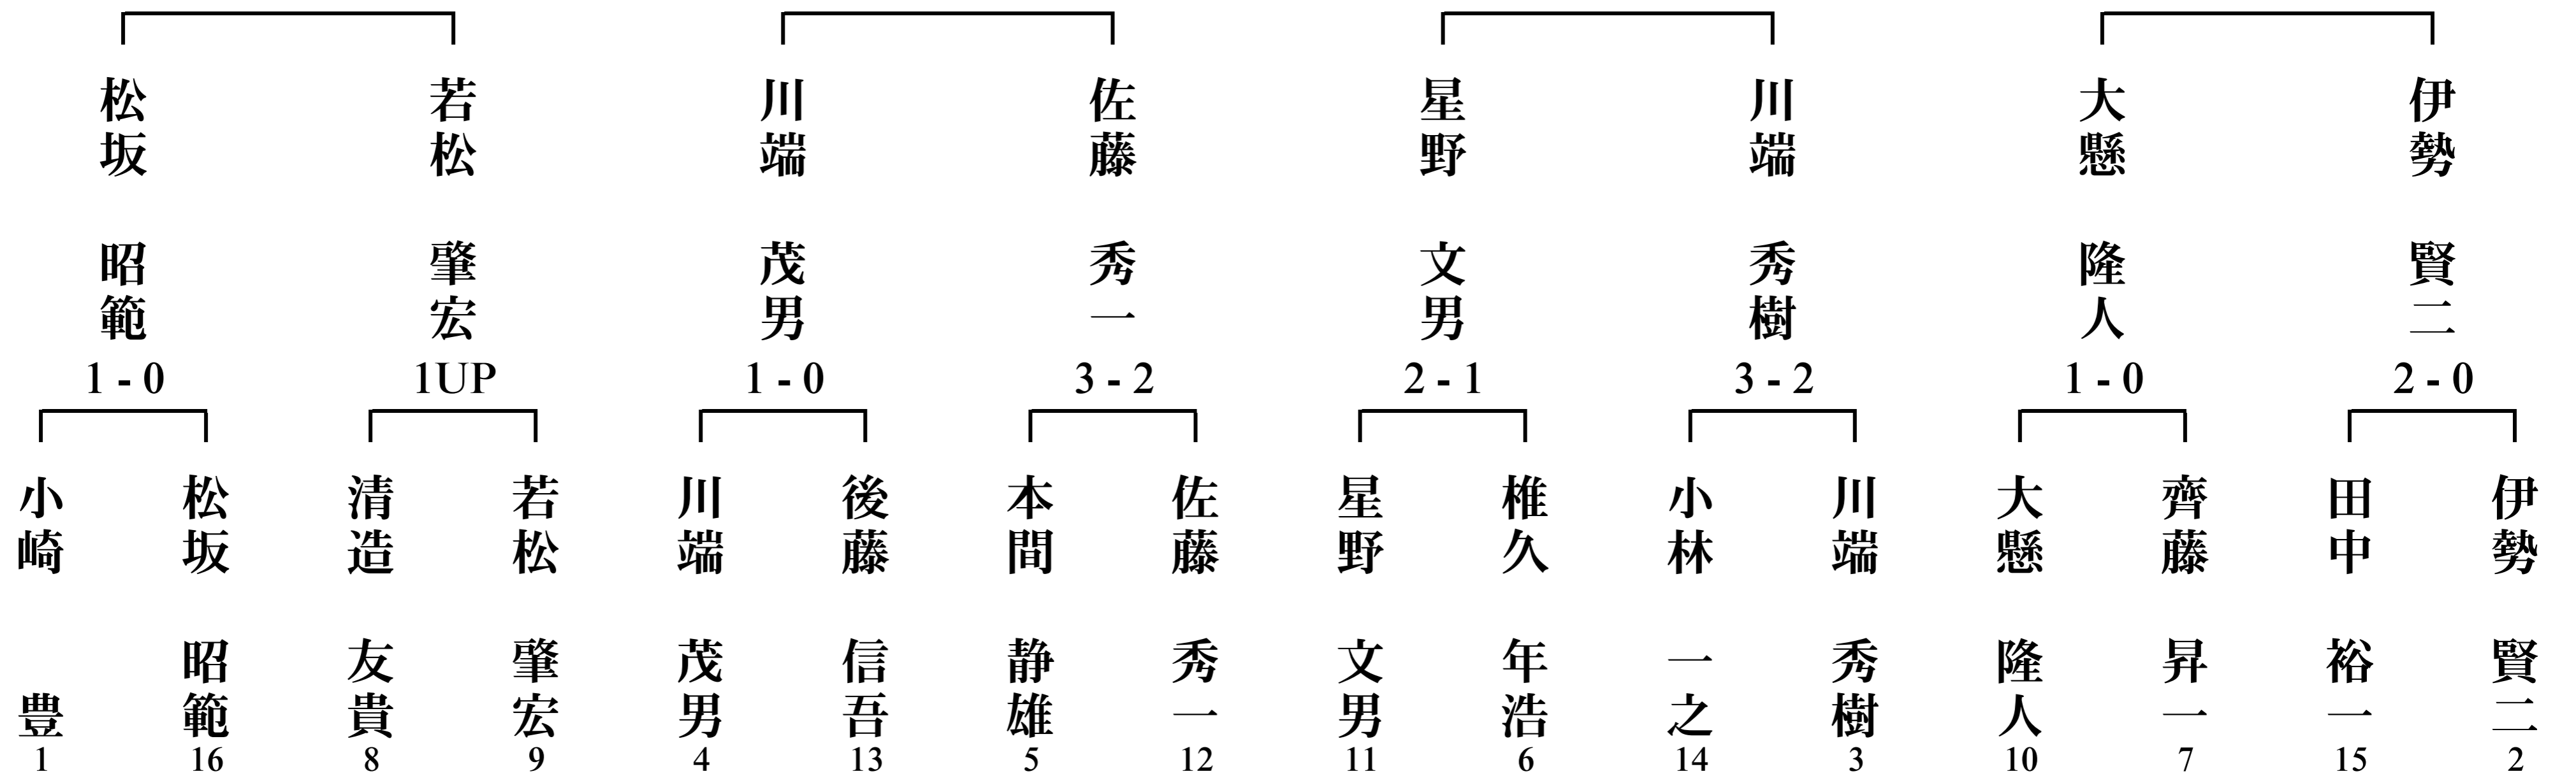 松坂 昭範
若松 肇宏
川端 茂男
佐藤 秀一
星野 文男
川端 秀樹
大懸 隆人
伊勢 賢二
1 - 0
1UP
1 - 0
3 - 2
2 - 1
3 - 2
1 - 0
2 - 0
小崎 豊
松坂 昭範
清造 友貴
若松 肇宏
川端 茂男
後藤 信吾
本間 静雄
佐藤 秀一
星野 文男
椎久 年浩
小林 一之
川端 秀樹
大懸 隆人
齊藤 昇一
田中 裕一
伊勢 賢二
1
16
8
9
4
13
5
12
11
6
14
3
10
7
15
2